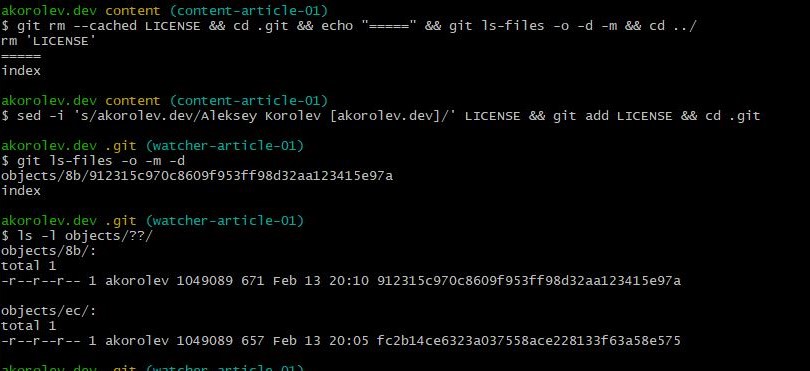 akorolev.dev content (content-article-01)
$ git rm --cached LICENSE && cd .git && echo "=====" && git ls-files -o -d -m && cd ../
rm 'LICENSE'
=====
index
akorolev.dev content (content-article-01)
$ sed -i 's/akorolev.dev/Aleksey Korolev [akorolev.dev]/' LICENSE && git add LICENSE && cd .git
akorolev.dev .git (watcher-article-01)
$ git ls-files -o -m -d
objects/8b/912315c970c8609f953ff98d32aa123415e97a
index
akorolev.dev .git (watcher-article-01)
$ ls -l objects/??/
objects/8b/:
total 1
-r--r--r-- 1 akorolev 1049089 671 Feb 13 20:10 912315c970c8609f953ff98d32aa123415e97a
objects/ec/:
total 1
-r--r--r-- 1 akorolev 1049089 657 Feb 13 20:05 fc2b14ce6323a037558ace228133f63a58e575
akorolev.dev .git (watcher-article-01)